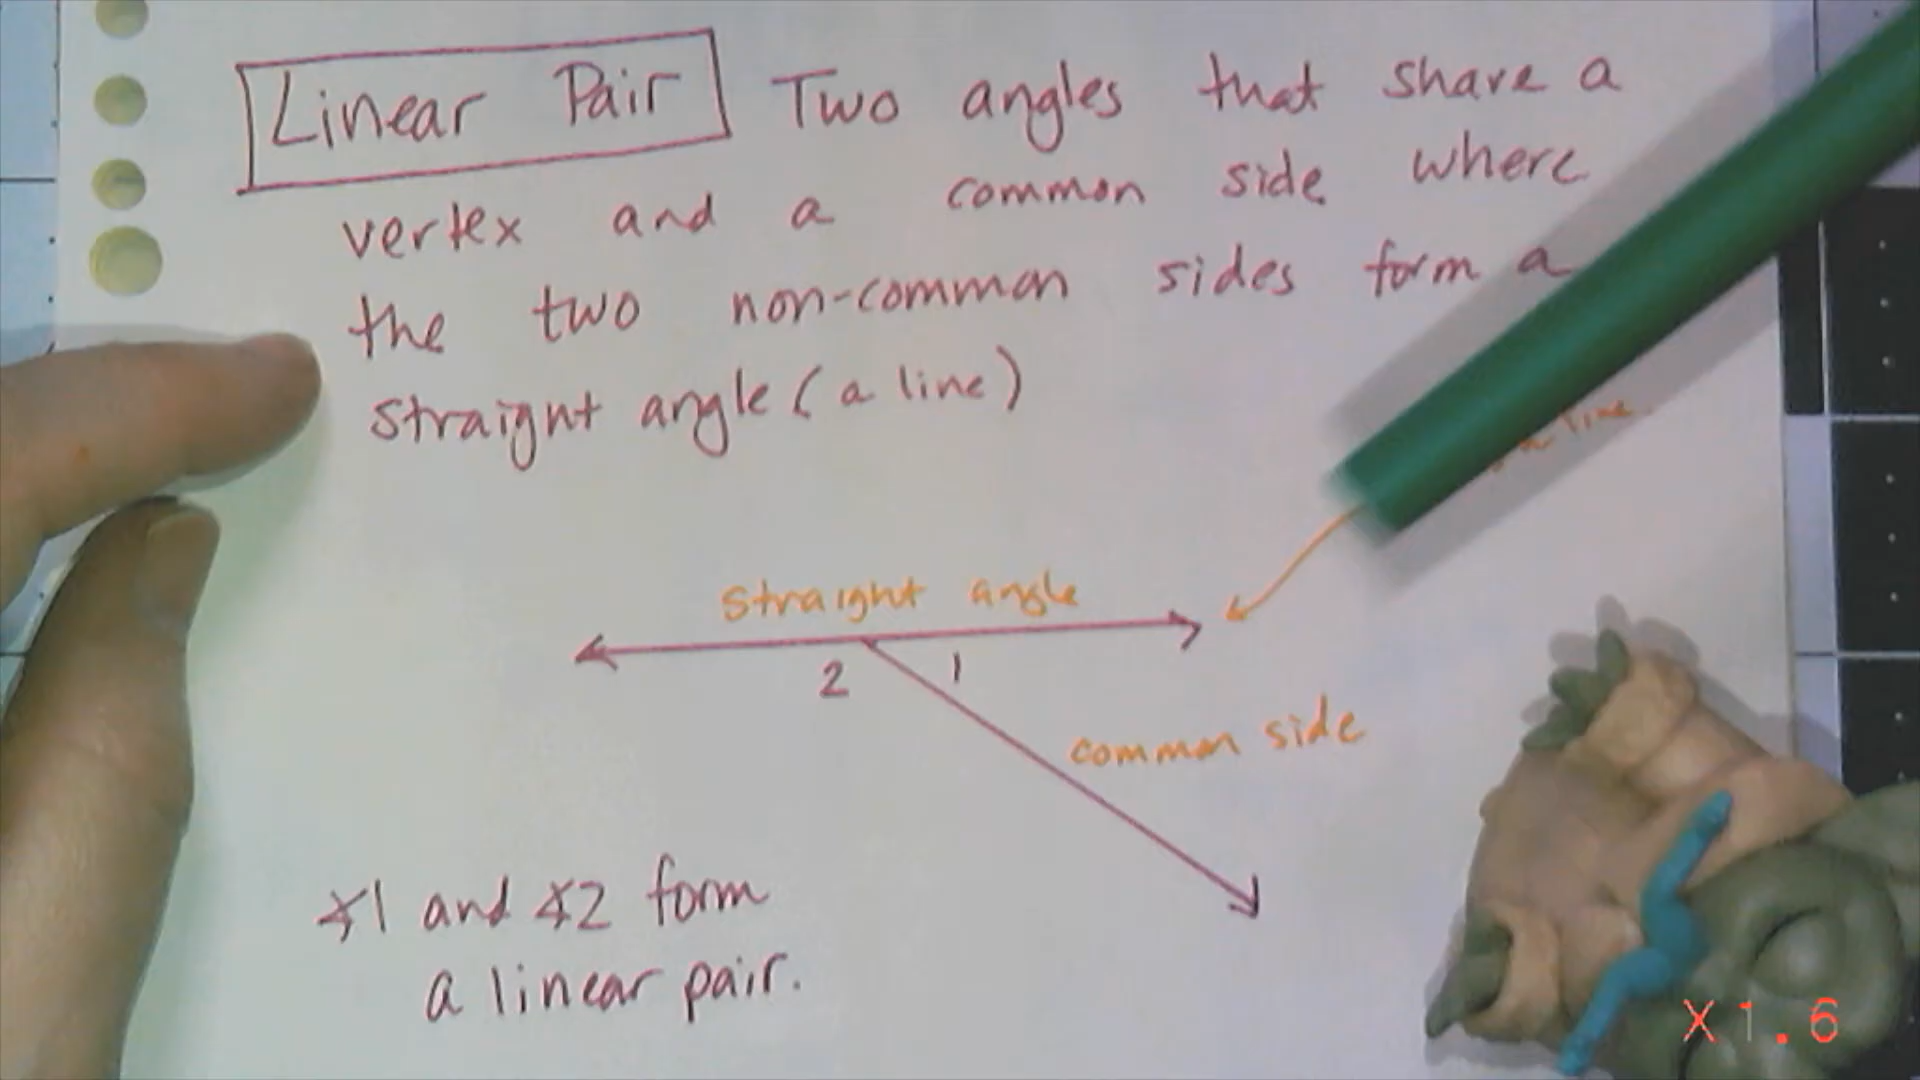 Linear Pair Two angles that share a
vertex and a common side where
the two non-common sides form a
straight angle (a line)
line.
straight angle
2 1
common side
∡1 and ∡2 form
a linear pair.
X1.6